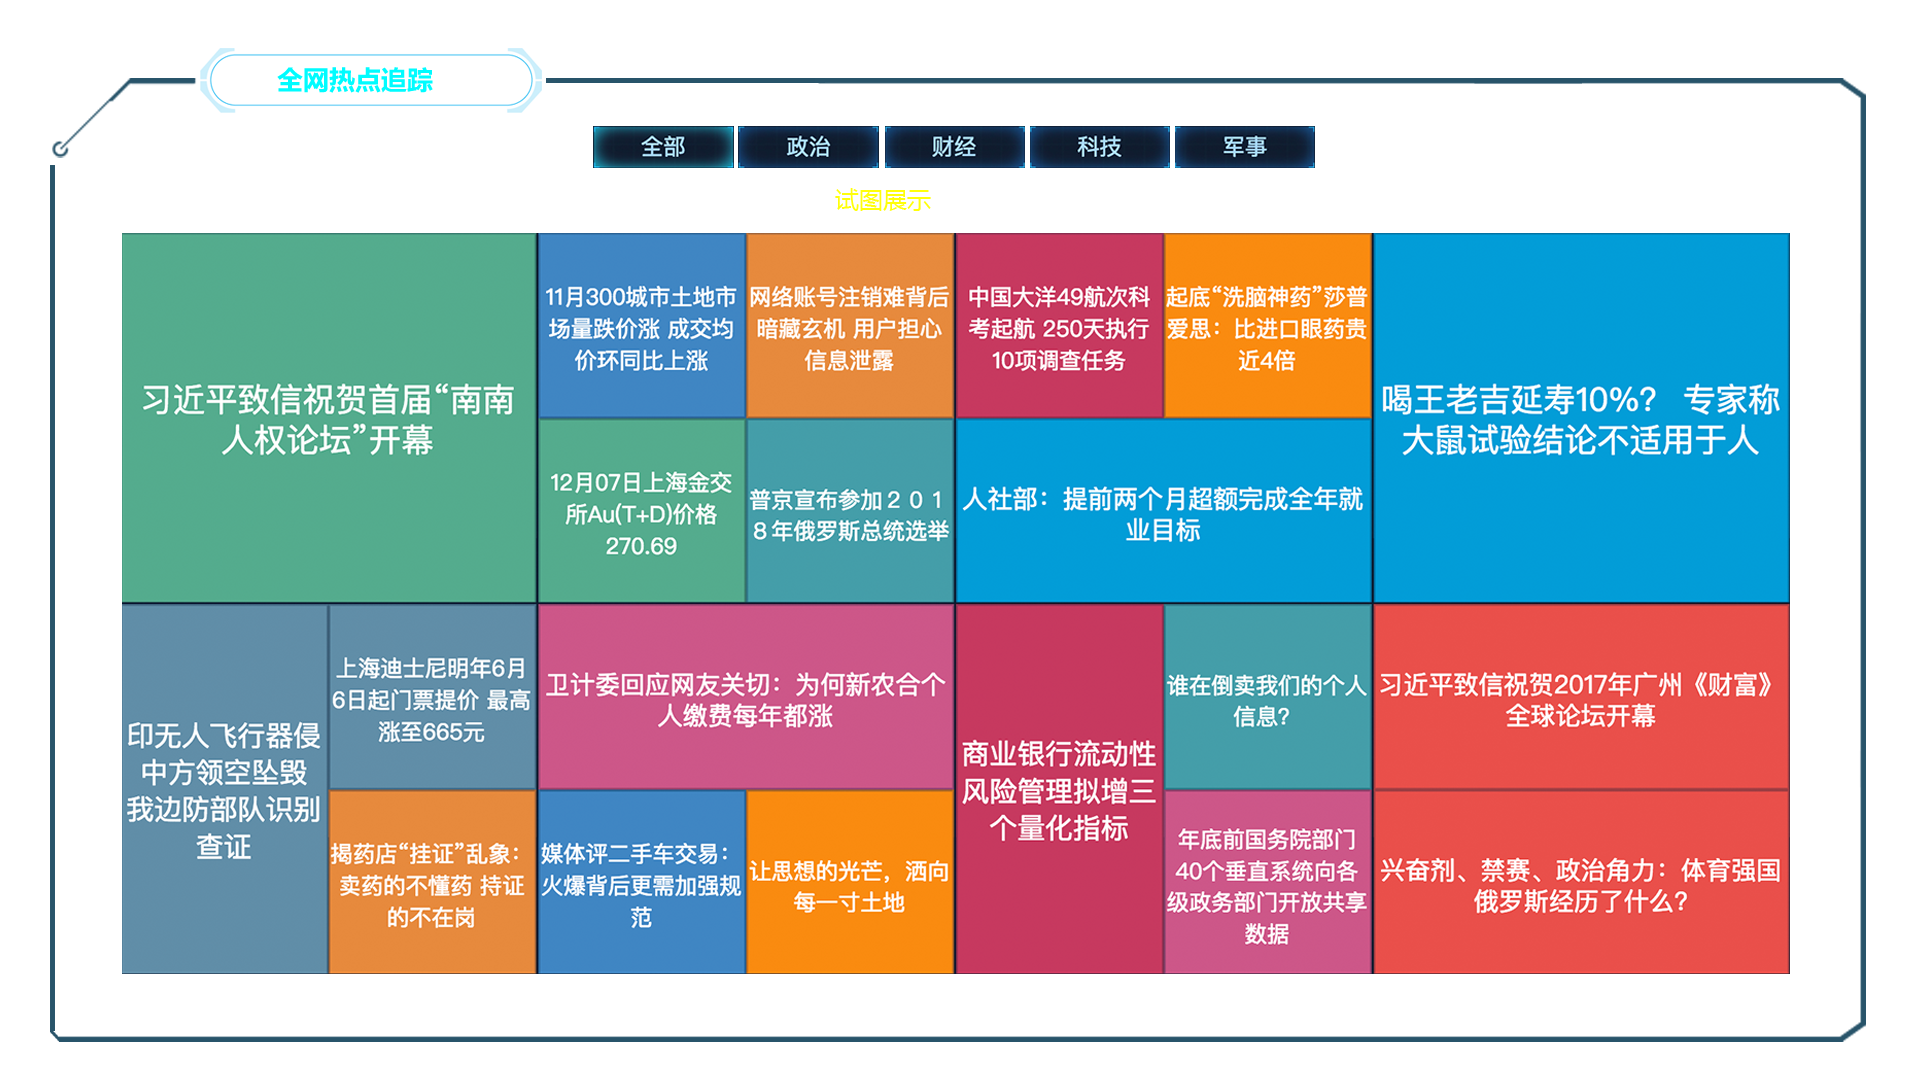 全网热点追踪
全部
政治
财经
科技
军事
试图展示
习近平致信祝贺首届“南南
人权论坛”开幕
11月300城市土地市
场量跌价涨 成交均
价环同比上涨
网络账号注销难背后
暗藏玄机 用户担心
信息泄露
中国大洋49航次科
考起航 250天执行
10项调查任务
起底“洗脑神药”莎普
爱思：比进口眼药贵
近4倍
喝王老吉延寿10%？ 专家称
大鼠试验结论不适用于人
12月07日上海金交
所Au(T+D)价格
270.69
普京宣布参加２０１
８年俄罗斯总统选举
人社部：提前两个月超额完成全年就
业目标
印无人飞行器侵
中方领空坠毁
我边防部队识别
查证
上海迪士尼明年6月
6日起门票提价 最高
涨至665元
卫计委回应网友关切：为何新农合个
人缴费每年都涨
商业银行流动性
风险管理拟增三
个量化指标
谁在倒卖我们的个人
信息？
习近平致信祝贺2017年广州《财富》
全球论坛开幕
揭药店“挂证”乱象：
卖药的不懂药 持证
的不在岗
媒体评二手车交易：
火爆背后更需加强规
范
让思想的光芒，洒向
每一寸土地
年底前国务院部门
40个垂直系统向各
级政务部门开放共享
数据
兴奋剂、禁赛、政治角力：体育强国
俄罗斯经历了什么？